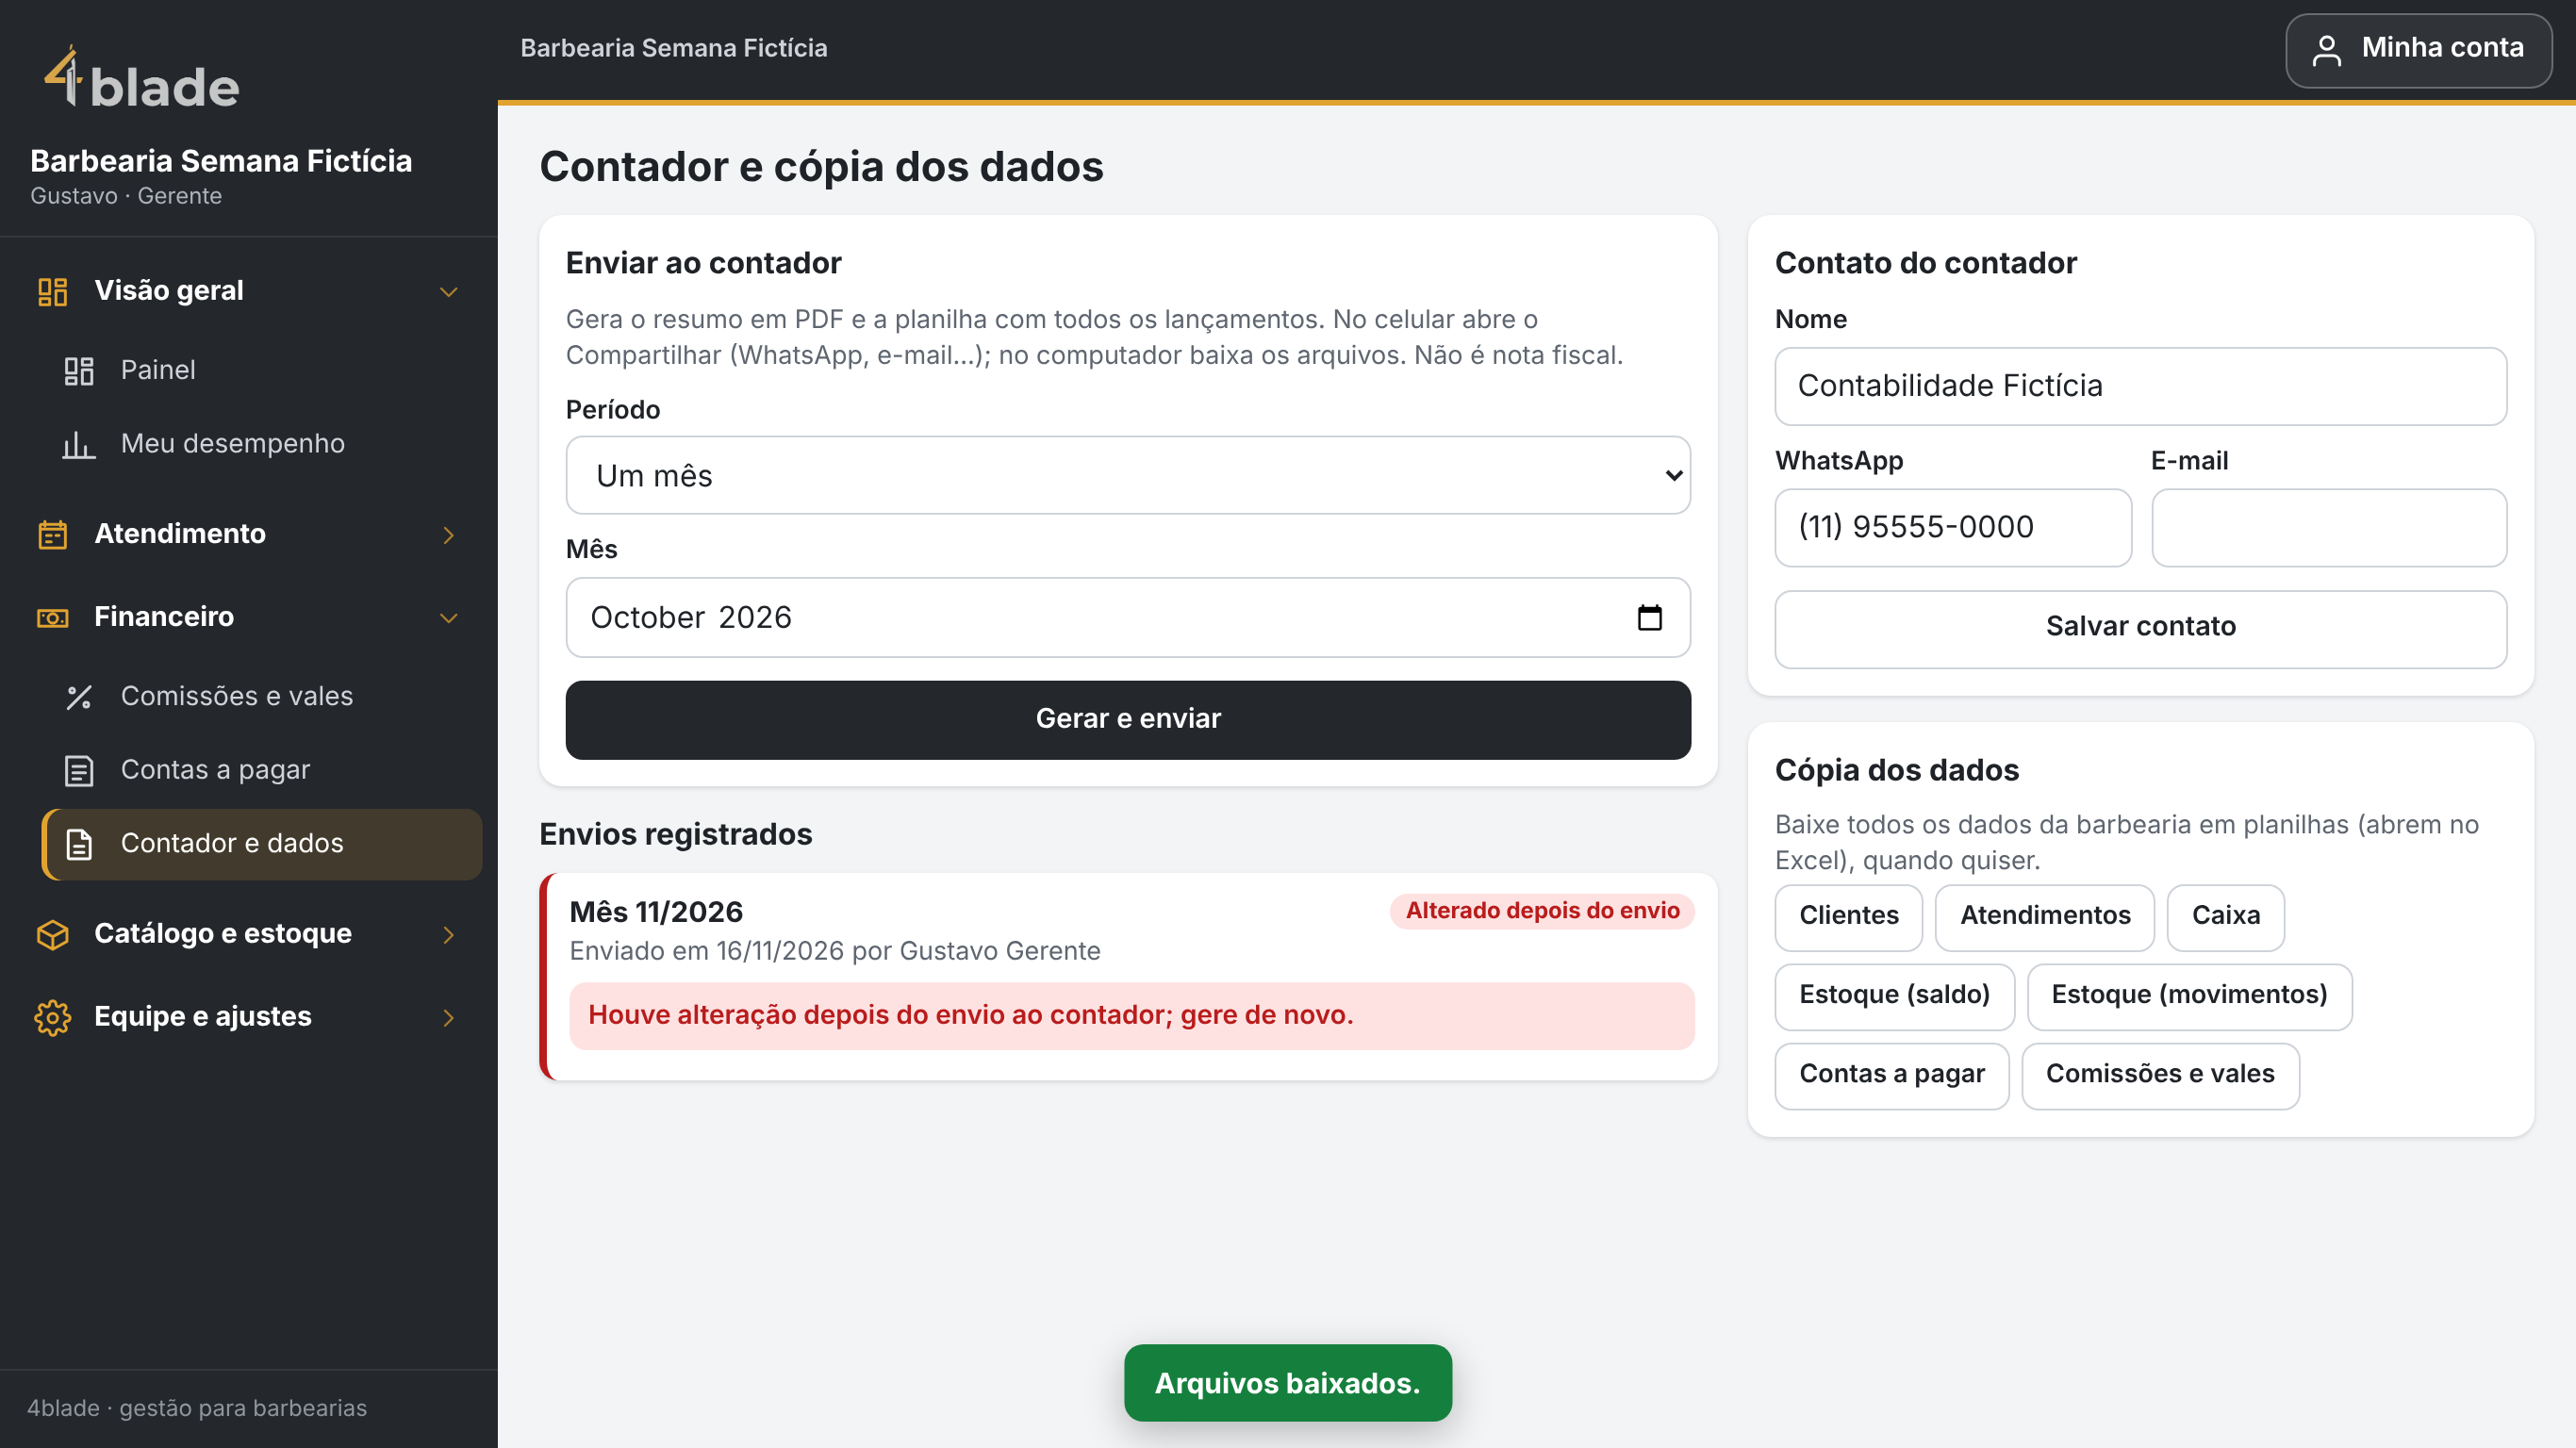 4blade
Barbearia Semana Fictícia
Gustavo · Gerente
Visão geral
Painel
Meu desempenho
Atendimento
Financeiro
Comissões e vales
Contas a pagar
Contador e dados
Catálogo e estoque
Equipe e ajustes
4blade · gestão para barbearias
Barbearia Semana Fictícia
Minha conta
Contador e cópia dos dados
Enviar ao contador
Gera o resumo em PDF e a planilha com todos os lançamentos. No celular abre o
Compartilhar (WhatsApp, e-mail...); no computador baixa os arquivos. Não é nota fiscal.
Período
Um mês
Mês
October 2026
Gerar e enviar
Envios registrados
Mês 11/2026
Alterado depois do envio
Enviado em 16/11/2026 por Gustavo Gerente
Houve alteração depois do envio ao contador; gere de novo.
Contato do contador
Nome
Contabilidade Fictícia
WhatsApp
E-mail
(11) 95555-0000
Salvar contato
Cópia dos dados
Baixe todos os dados da barbearia em planilhas (abrem no
Excel), quando quiser.
Clientes
Atendimentos
Caixa
Estoque (saldo)
Estoque (movimentos)
Contas a pagar
Comissões e vales
Arquivos baixados.